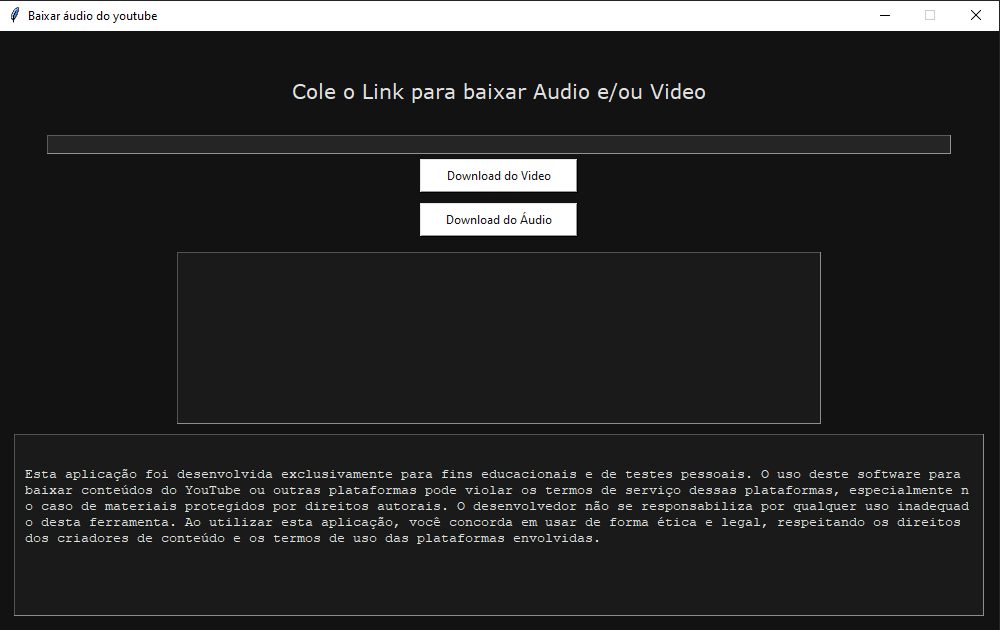 Baixar áudio do youtube
Cole o Link para baixar Audio e/ou Video
Download do Video
Download do Áudio
Esta aplicação foi desenvolvida exclusivamente para fins educacionais e de testes pessoais. O uso deste software para
baixar conteúdos do YouTube ou outras plataformas pode violar os termos de serviço dessas plataformas, especialmente n
o caso de materiais protegidos por direitos autorais. O desenvolvedor não se responsabiliza por qualquer uso inadequad
o desta ferramenta. Ao utilizar esta aplicação, você concorda em usar de forma ética e legal, respeitando os direitos
dos criadores de conteúdo e os termos de uso das plataformas envolvidas.